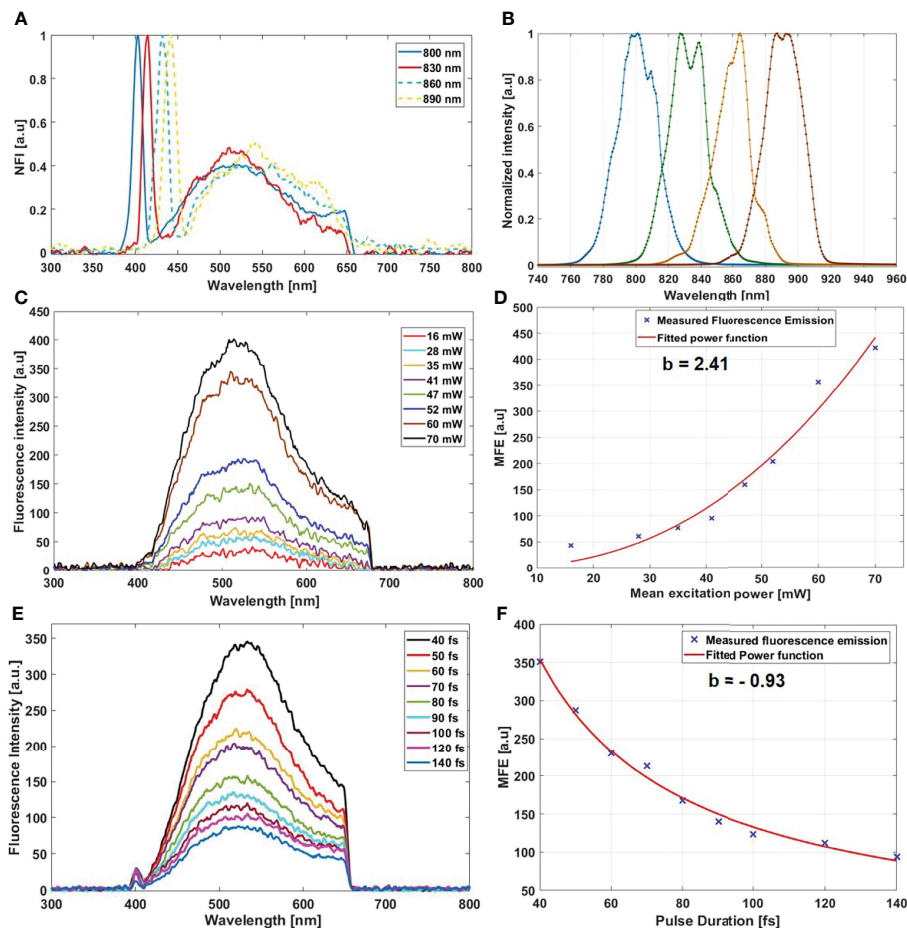 A
NFI [a.u]
1
0.8
0.6
0.4
0.2
0
300 350 400 450 500 550 600 650 700 750 800
Wavelength [nm]
800 nm
830 nm
860 nm
890 nm
B
Normalized Intensity [a.u]
1
0.8
0.6
0.4
0.2
0
740 760 780 800 820 840 860 880 900 920 940 960
Wavelength [nm]
C
Fluorescence intensity [a.u]
450
400
350
300
250
200
150
100
50
0
300 400 500 600 700 800
Wavelength [nm]
16 mW
28 mW
35 mW
41 mW
47 mW
52 mW
60 mW
70 mW
D
MFE [a.u]
500
450
400
350
300
250
200
150
100
50
0
10 20 30 40 50 60 70
Mean excitation power [mW]
Measured Fluorescence Emission
Fitted power function
b = 2.41
E
Fluorescence Intensity [a.u.]
350
300
250
200
150
100
50
0
300 400 500 600 700 800
Wavelength [nm]
40 fs
50 fs
60 fs
70 fs
80 fs
90 fs
100 fs
120 fs
140 fs
F
MFE [a.u]
400
350
300
250
200
150
100
50
40 60 80 100 120 140
Pulse Duration [fs]
Measured fluorescence emission
Fitted Power function
b = - 0.93